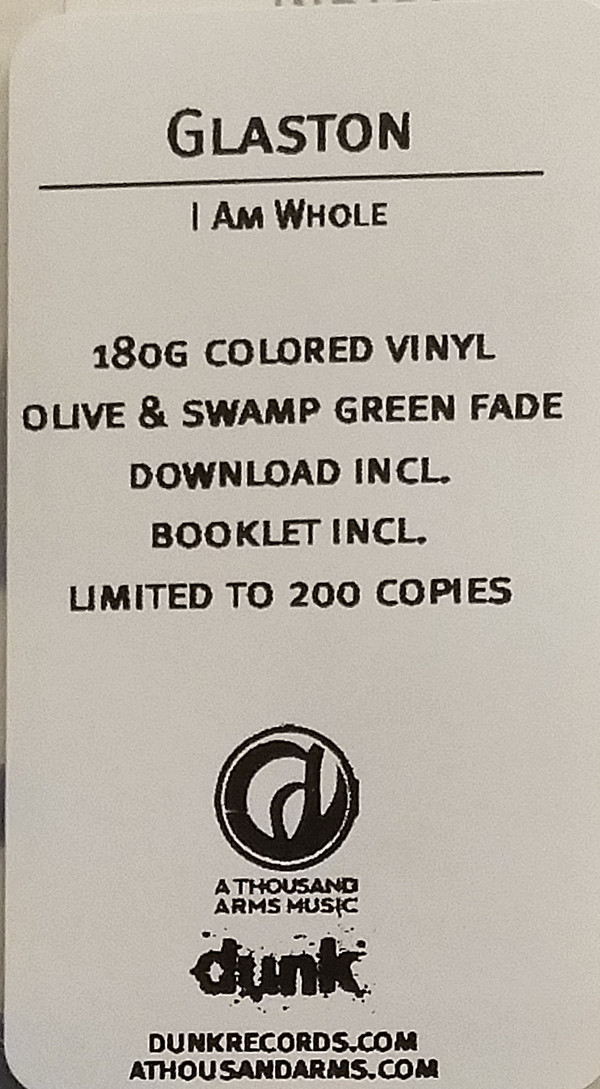 GLASTON
I AM WHOLE
180G COLORED VINYL
OLIVE & SWAMP GREEN FADE
DOWNLOAD INCL.
BOOKLET INCL.
LIMITED TO 200 COPIES
A THOUSAND
ARMS MUSIC
dunk
DUNKRECORDS.COM
ATHOUSANDARMS.COM